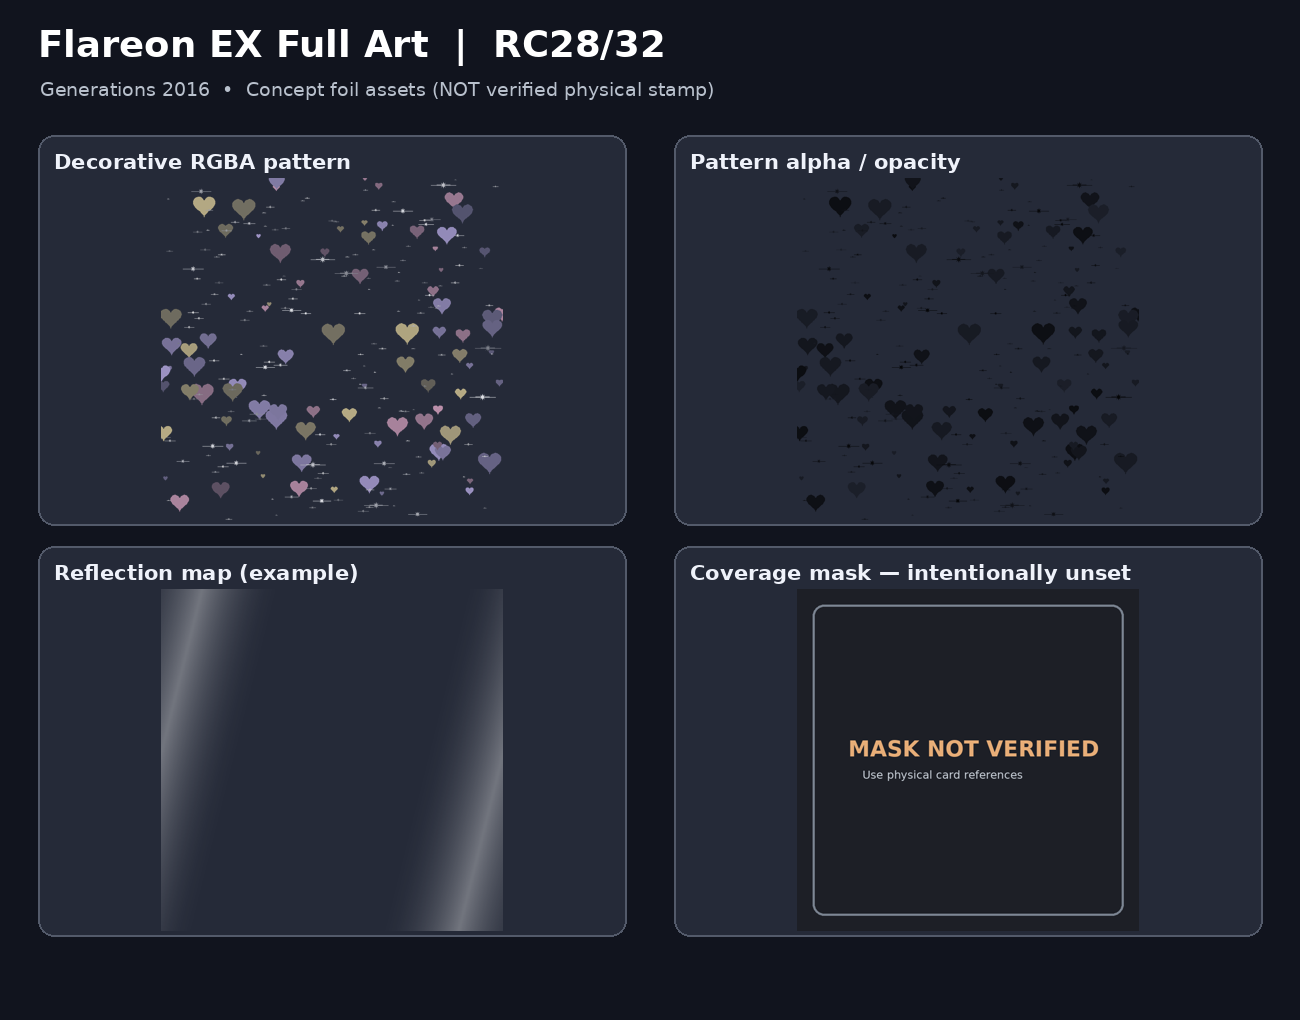 Flareon EX Full Art | RC28/32
Generations 2016 • Concept foil assets (NOT verified physical stamp)
Decorative RGBA pattern
Pattern alpha / opacity
Reflection map (example)
Coverage mask — intentionally unset
MASK NOT VERIFIED
Use physical card references